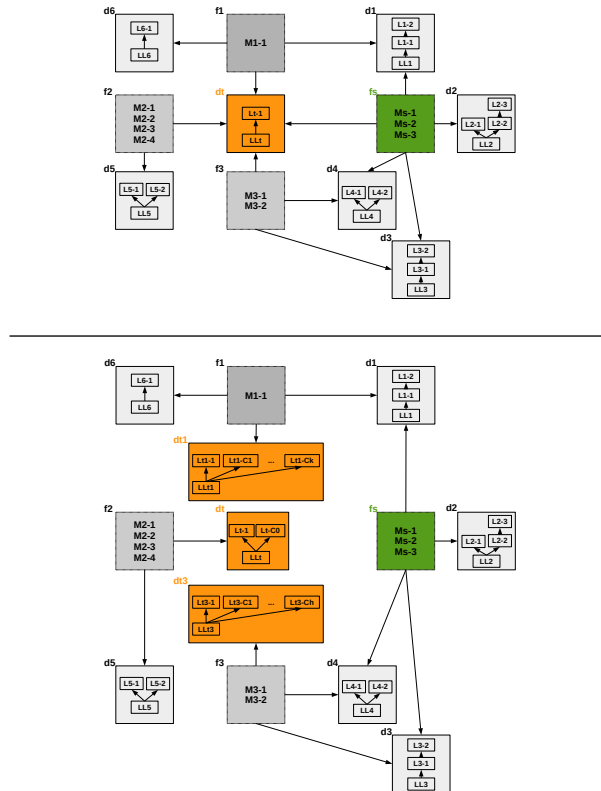 d6
f1
d1
L6-1
LL6
M1-1
L1-2
L1-1
LL1
f2
dt
fs
d2
M2-1
M2-2
M2-3
M2-4
Lt-1
LLt
Ms-1
Ms-2
Ms-3
L2-3
L2-1
L2-2
LL2
d5
f3
d4
L5-1
L5-2
LL5
M3-1
M3-2
L4-1
L4-2
LL4
d3
L3-2
L3-1
LL3
d6
f1
d1
L6-1
LL6
M1-1
L1-2
L1-1
LL1
dt1
Lt1-1
Lt1-C1
...
Lt1-Ck
LLt1
f2
dt
fs
d2
M2-1
M2-2
M2-3
M2-4
Lt-1
Lt-C0
LLt
Ms-1
Ms-2
Ms-3
L2-3
L2-1
L2-2
LL2
dt3
Lt3-1
Lt3-C1
...
Lt3-Ch
LLt3
d5
f3
d4
L5-1
L5-2
LL5
M3-1
M3-2
L4-1
L4-2
LL4
d3
L3-2
L3-1
LL3